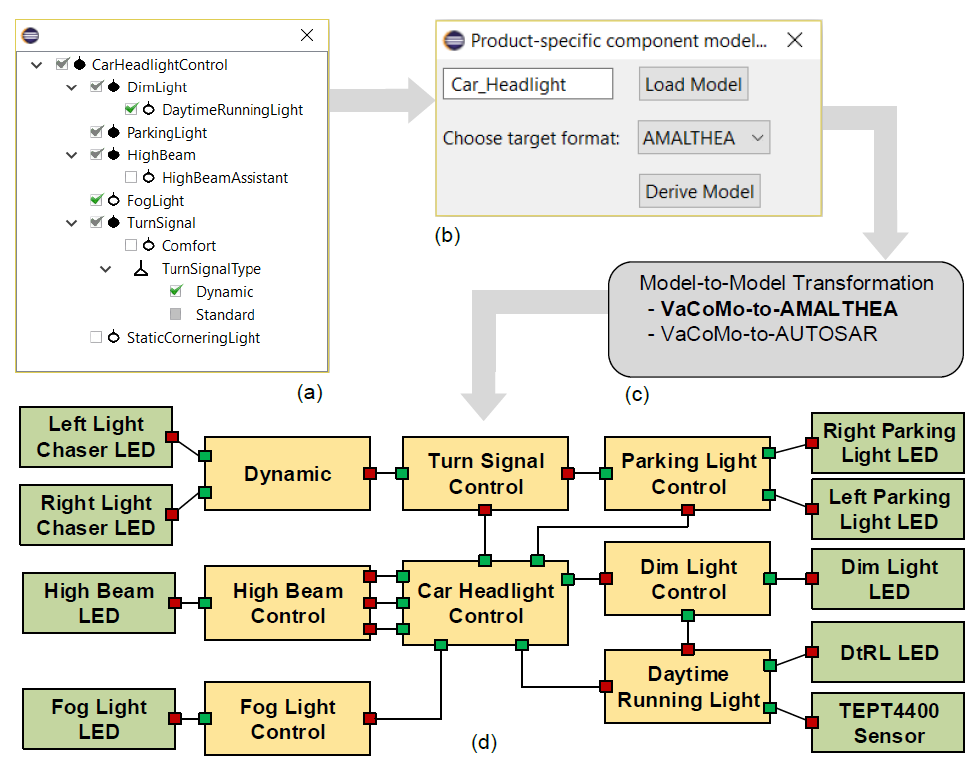 CarHeadlightControl
DimLight
DaytimeRunningLight
ParkingLight
HighBeam
HighBeamAssistant
FogLight
TurnSignal
Comfort
TurnSignalType
Dynamic
Standard
StaticCorneringLight
(a)
Product-specific component model...
Car_Headlight
Load Model
Choose target format:
AMALTHEA
Derive Model
(b)
Model-to-Model Transformation
- VaCoMo-to-AMALTHEA
- VaCoMo-to-AUTOSAR
(c)
Left Light
Chaser LED
Right Light
Chaser LED
Dynamic
Turn Signal
Control
Parking Light
Control
Right Parking
Light LED
Left Parking
Light LED
High Beam
LED
High Beam
Control
Car Headlight
Control
Dim Light
Control
Dim Light
LED
Daytime
Running Light
DtRL LED
TEPT4400
Sensor
Fog Light
LED
Fog Light
Control
(d)